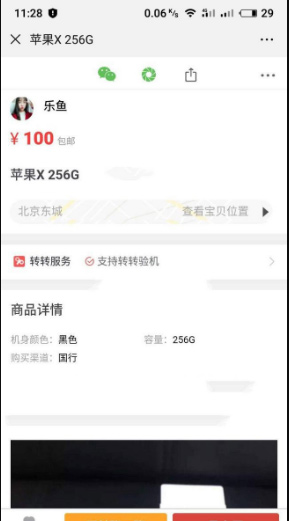 11:28 0.06 K/s 29
苹果X 256G
乐鱼
¥ 100 包邮
苹果X 256G
北京东城 查看宝贝位置
转转服务 支持转转验机
商品详情
机身颜色: 黑色 容量: 256G
购买渠道: 国行